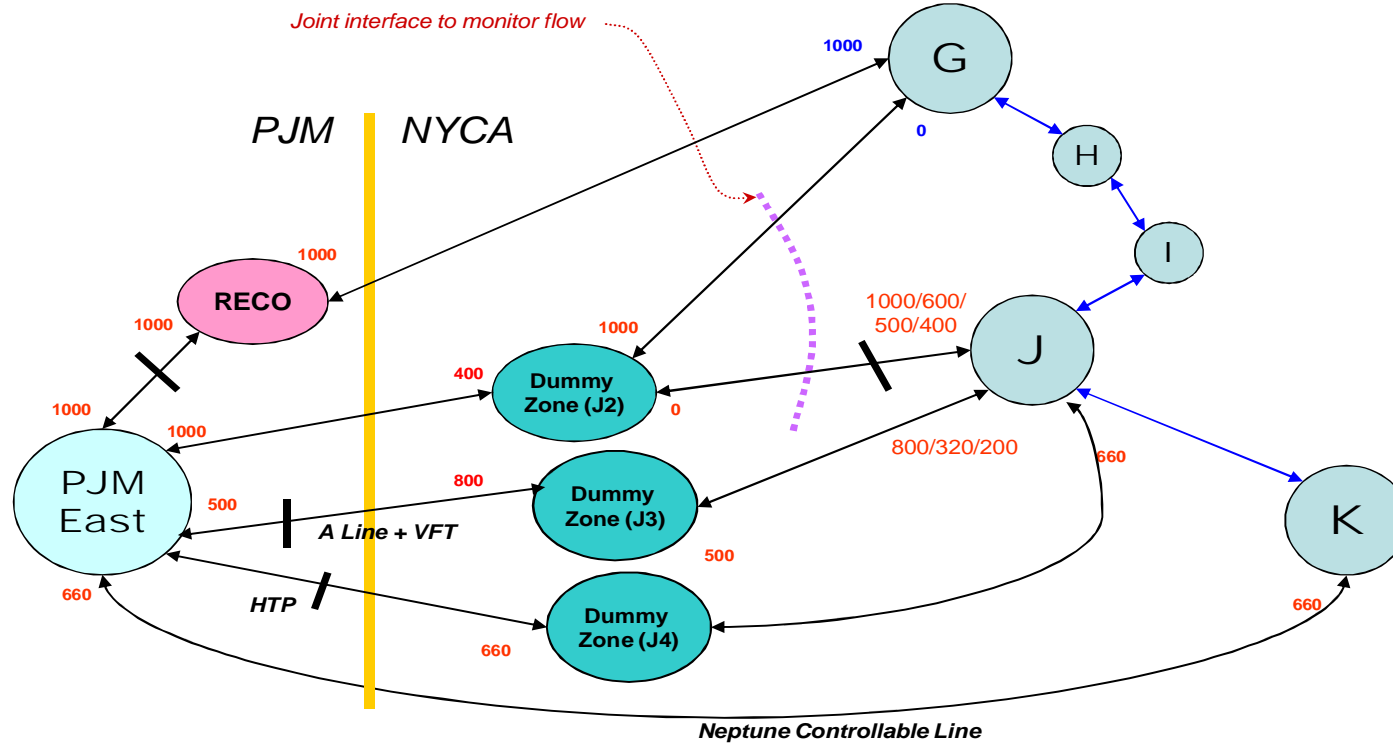 Joint interface to monitor flow
1000
G
PJM
NYCA
0
H
1000
I
RECO
1000
1000/600/
500/400
1000
J
400
Dummy
Zone (J2)
0
1000
1000
800/320/200
660
PJM
East
500
800
Dummy
Zone (J3)
A Line + VFT
K
500
660
HTP
Dummy
Zone (J4)
660
660
Neptune Controllable Line